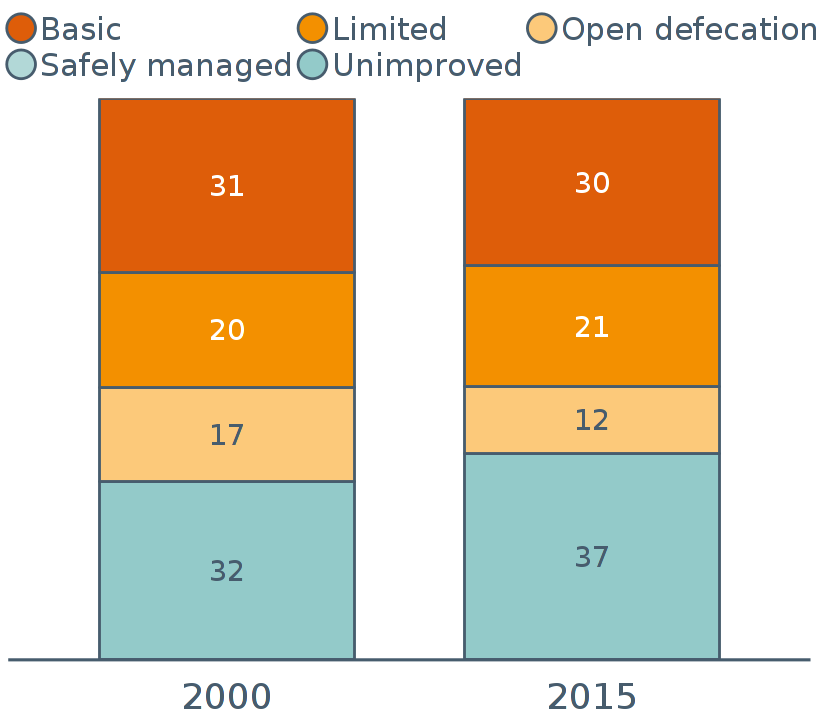 Basic Limited Open defecation
Safely managed Unimproved
31 30
20 21
17 12
32 37
2000 2015